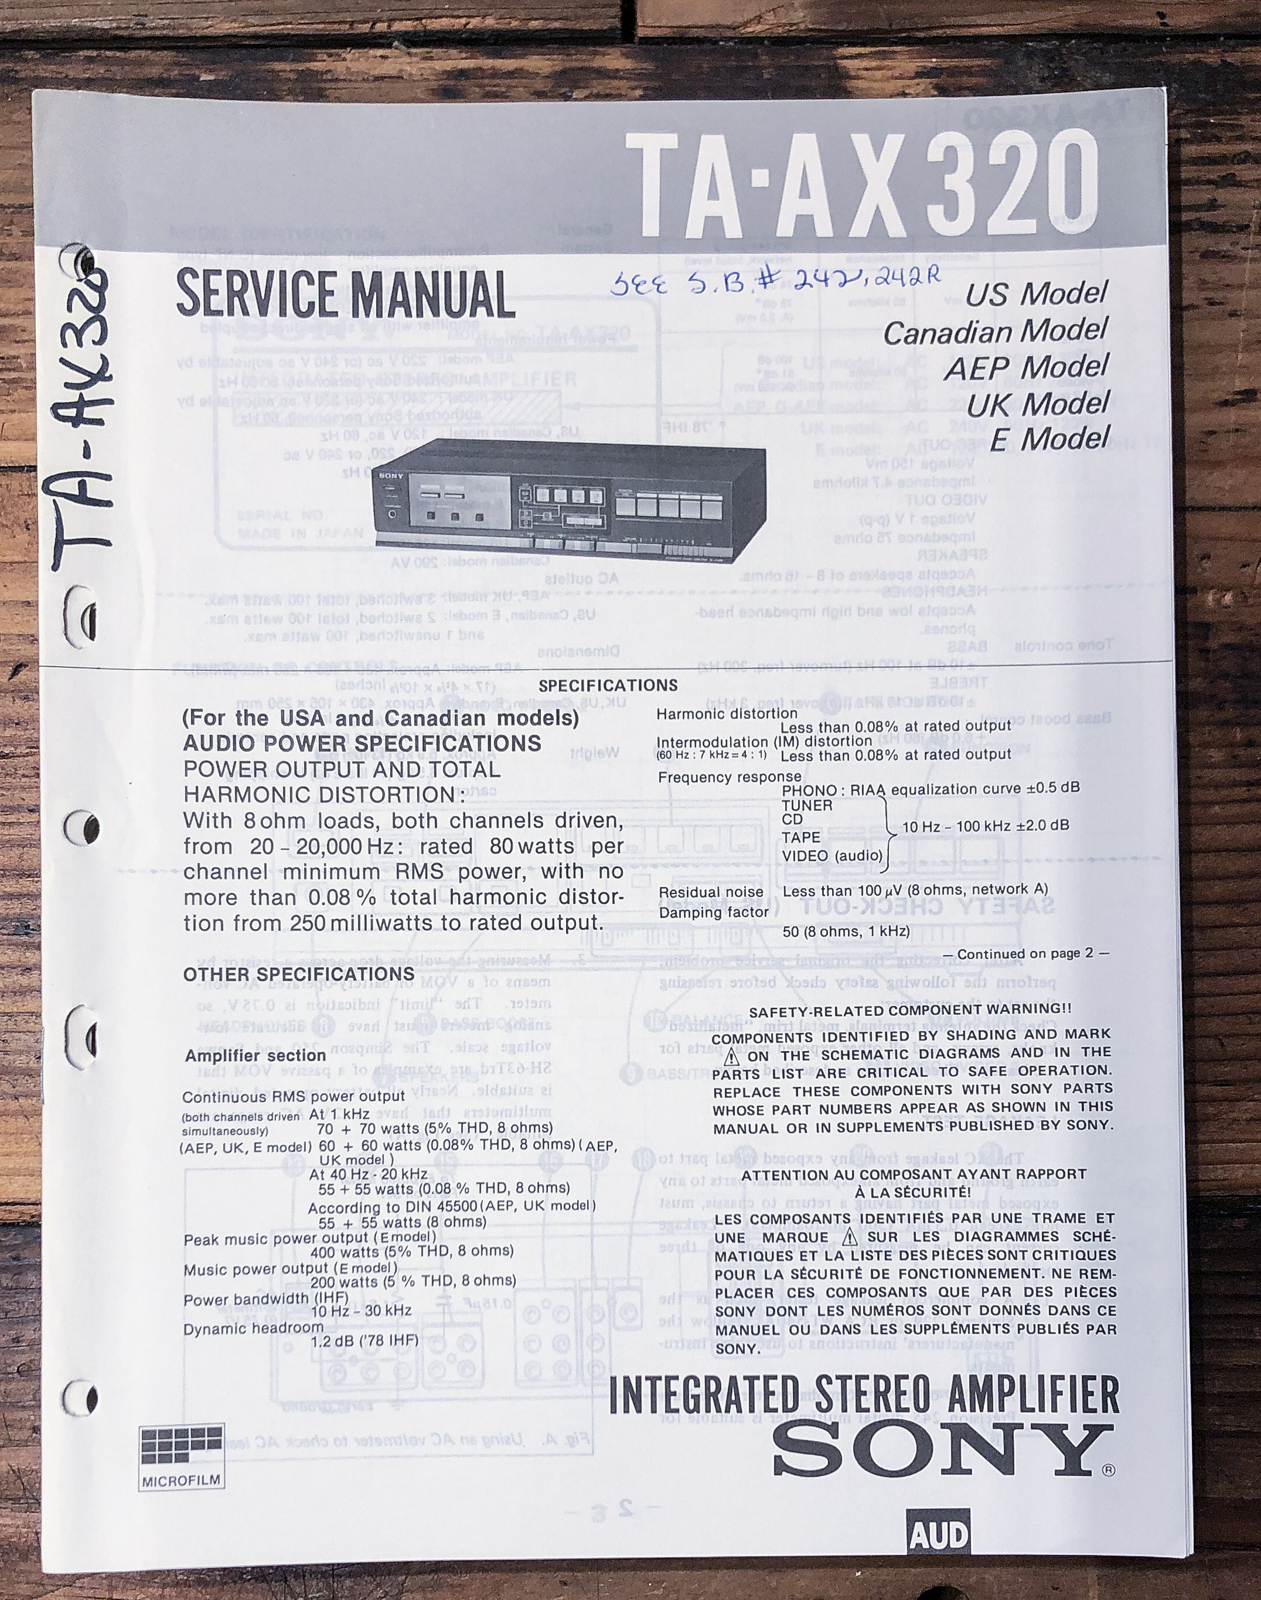 TA-AX320
SERVICE MANUAL
SEE S.B.# 242, 242R
US Model
Canadian Model
AEP Model
UK Model
E Model
TA-AX320
SONY
SPECIFICATIONS
(For the USA and Canadian models)
AUDIO POWER SPECIFICATIONS
POWER OUTPUT AND TOTAL
HARMONIC DISTORTION:
With 8 ohm loads, both channels driven,
from 20 – 20,000 Hz: rated 80 watts per
channel minimum RMS power, with no
more than 0.08 % total harmonic distor-
tion from 250 milliwatts to rated output.
OTHER SPECIFICATIONS
Amplifier section
Continuous RMS power output
(both channels driven At 1 kHz
simultaneously) 70 + 70 watts (5% THD, 8 ohms)
(AEP, UK, E model) 60 + 60 watts (0.08% THD, 8 ohms) (AEP,
UK model)
At 40 Hz - 20 kHz
55 + 55 watts (0.08 % THD, 8 ohms)
According to DIN 45500 (AEP, UK model)
55 + 55 watts (8 ohms)
Peak music power output (E model)
400 watts (5% THD, 8 ohms)
Music power output (E model)
200 watts (5 % THD, 8 ohms)
Power bandwidth (IHF)
10 Hz – 30 kHz
Dynamic headroom
1.2 dB ('78 IHF)
Harmonic distortion
Less than 0.08% at rated output
Intermodulation (IM) distortion
(60 Hz : 7 kHz = 4 : 1) Less than 0.08% at rated output
Frequency response
PHONO : RIAA equalization curve ±0.5 dB
TUNER
CD
TAPE 10 Hz – 100 kHz ±2.0 dB
VIDEO (audio)
Residual noise Less than 100 μV (8 ohms, network A)
Damping factor
50 (8 ohms, 1 kHz)
— Continued on page 2 —
SAFETY-RELATED COMPONENT WARNING!!
COMPONENTS IDENTIFIED BY SHADING AND MARK
⚠ ON THE SCHEMATIC DIAGRAMS AND IN THE
PARTS LIST ARE CRITICAL TO SAFE OPERATION.
REPLACE THESE COMPONENTS WITH SONY PARTS
WHOSE PART NUMBERS APPEAR AS SHOWN IN THIS
MANUAL OR IN SUPPLEMENTS PUBLISHED BY SONY.
ATTENTION AU COMPOSANT AYANT RAPPORT
À LA SÉCURITÉ!
LES COMPOSANTS IDENTIFIÉS PAR UNE TRAME ET
UNE MARQUE ⚠ SUR LES DIAGRAMMES SCHÉ-
MATIQUES ET LA LISTE DES PIÈCES SONT CRITIQUES
POUR LA SÉCURITÉ DE FONCTIONNEMENT. NE REM-
PLACER CES COMPOSANTS QUE PAR DES PIÈCES
SONY DONT LES NUMÉROS SONT DONNÉS DANS CE
MANUEL OU DANS LES SUPPLÉMENTS PUBLIÉS PAR
SONY.
INTEGRATED STEREO AMPLIFIER
SONY®
MICROFILM
AUD